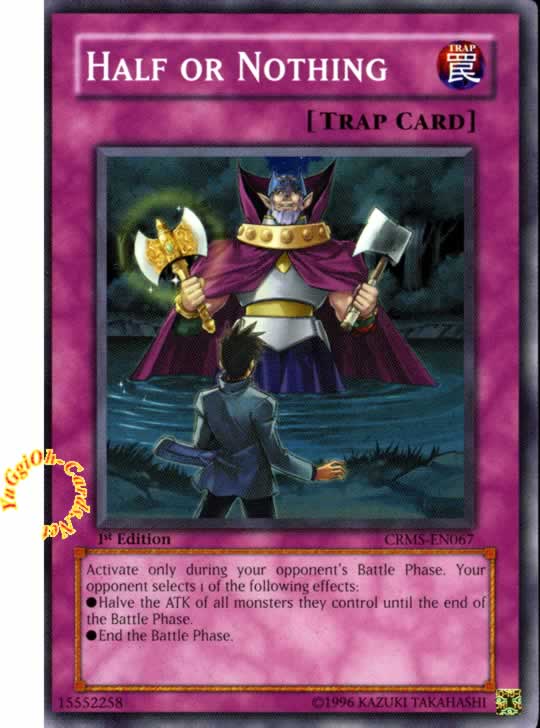 HALF OR NOTHING
TRAP
罠
[TRAP CARD]
YuGgiOh-Cards.Net
1st Edition
CRMS-EN067
Activate only during your opponent's Battle Phase. Your
opponent selects 1 of the following effects:
●Halve the ATK of all monsters they control until the end of
the Battle Phase.
●End the Battle Phase.
15552258
©1996 KAZUKI TAKAHASHI